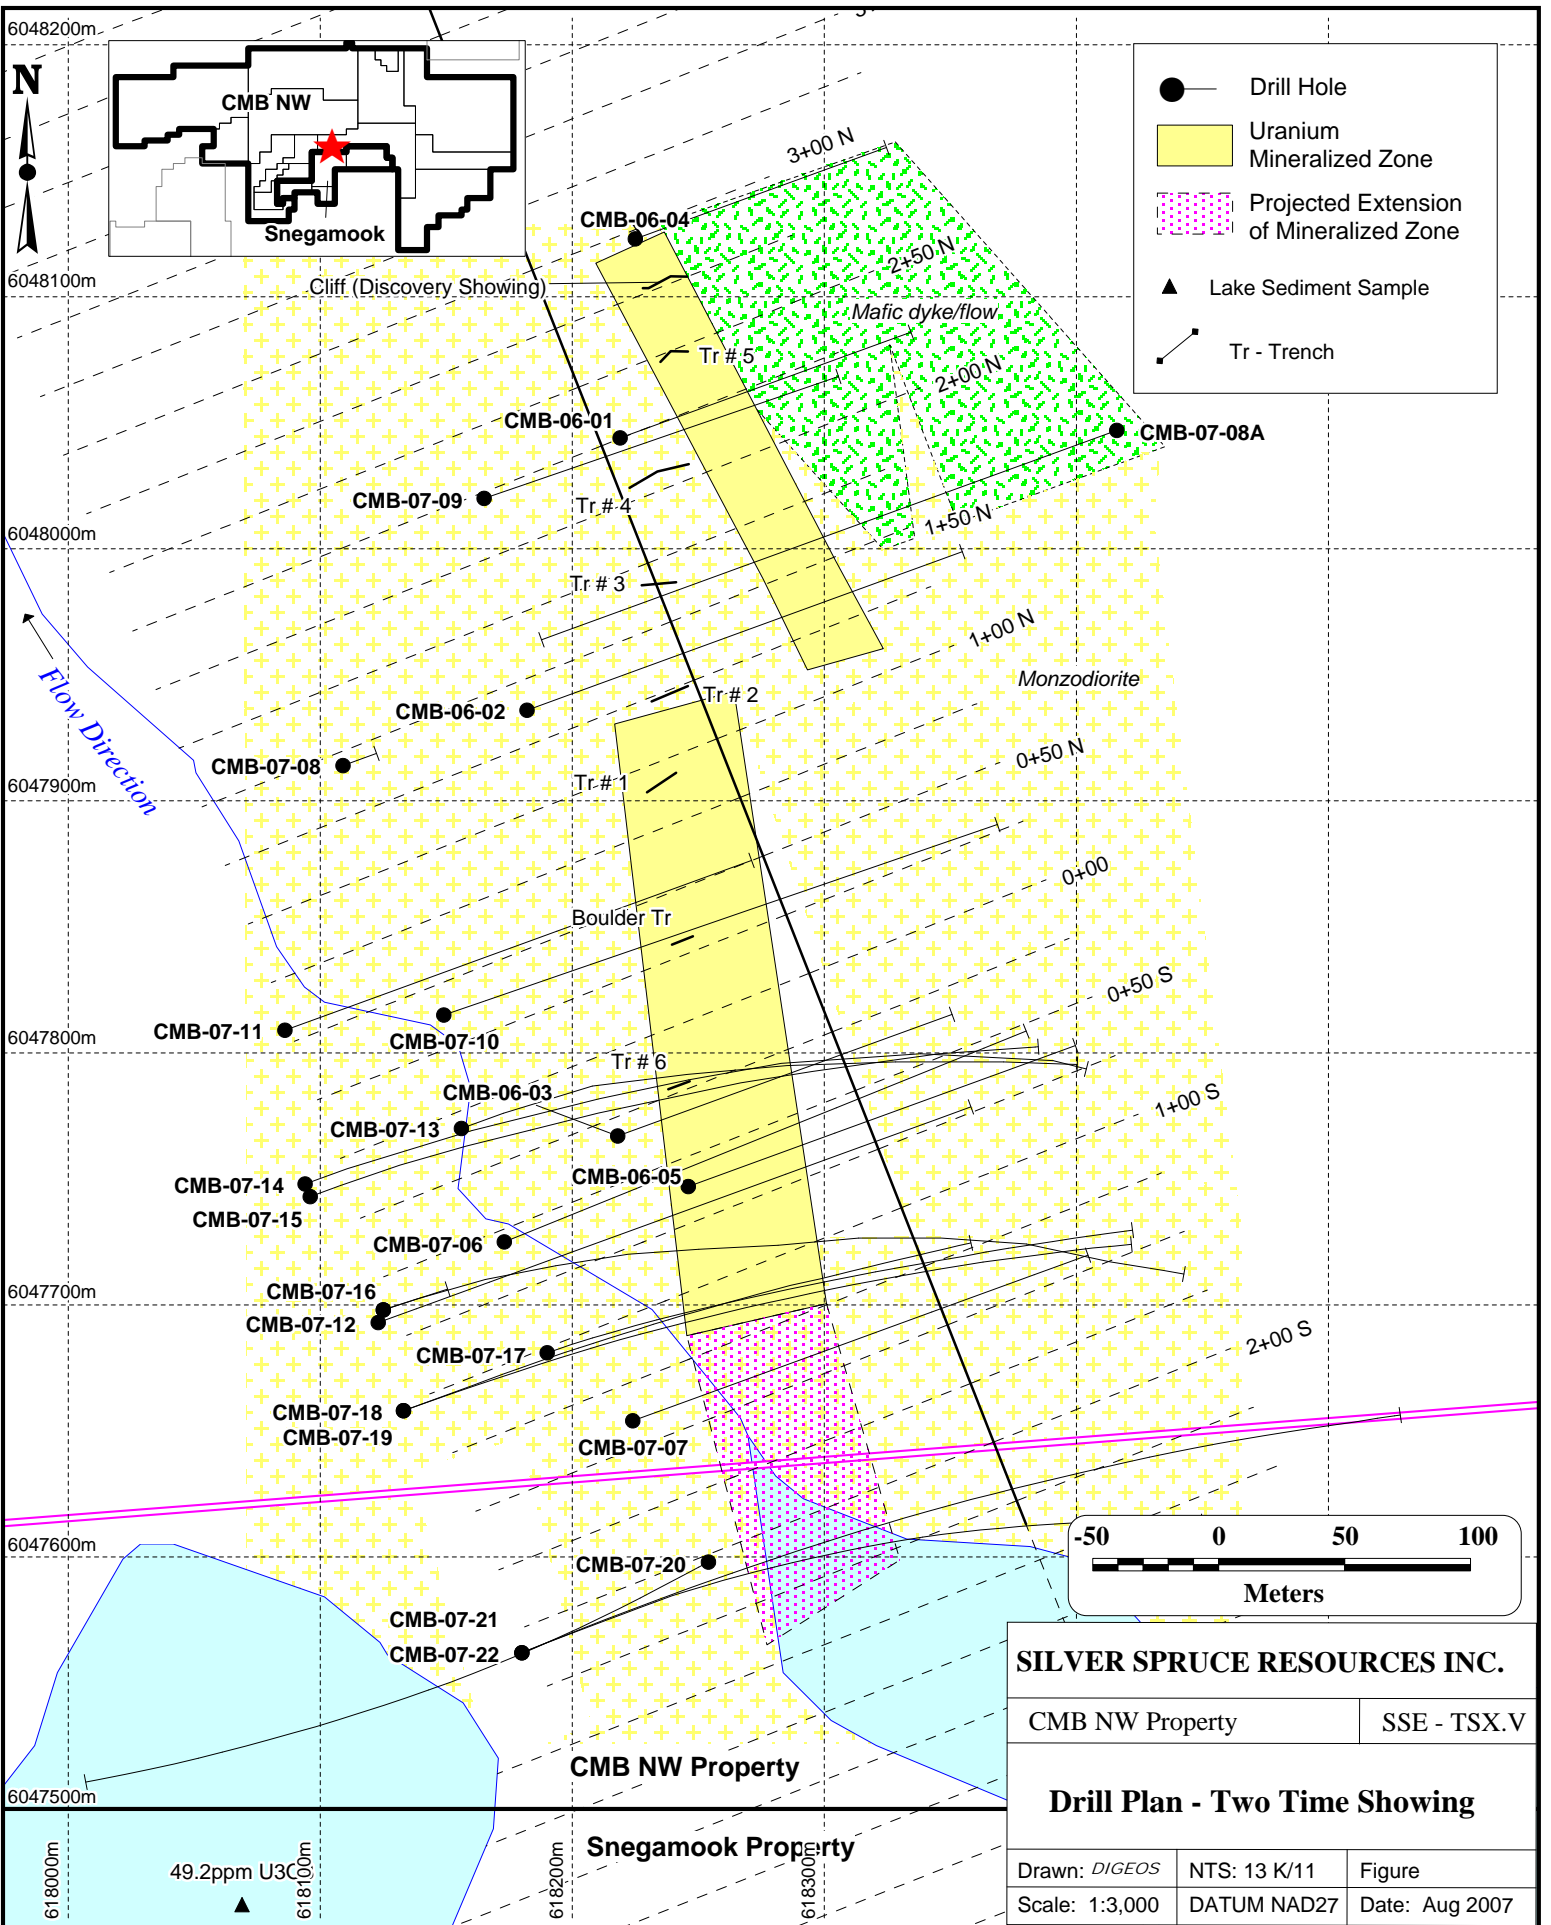 6048200m
N
CMB NW
Snegamook
Drill Hole
Uranium
Mineralized Zone
Projected Extension
of Mineralized Zone
Lake Sediment Sample
Tr - Trench
3+00 N
CMB-06-04
2+50 N
6048100m
Cliff (Discovery Showing)
Mafic dyke/flow
Tr # 5
2+00 N
CMB-06-01
CMB-07-08A
CMB-07-09
Tr # 4
1+50 N
6048000m
Tr # 3
1+00 N
Flow Direction
Monzodiorite
Tr # 2
CMB-06-02
0+50 N
CMB-07-08
Tr # 1
6047900m
0+00
Boulder Tr
0+50 S
CMB-07-11
CMB-07-10
6047800m
Tr # 6
CMB-06-03
1+00 S
CMB-07-13
CMB-06-05
CMB-07-14
CMB-07-15
CMB-07-06
CMB-07-16
6047700m
CMB-07-12
2+00 S
CMB-07-17
CMB-07-18
CMB-07-19
CMB-07-07
-50 0 50 100
Meters
6047600m
CMB-07-20
CMB-07-21
CMB-07-22
SILVER SPRUCE RESOURCES INC.
CMB NW Property
SSE - TSX.V
CMB NW Property
6047500m
Drill Plan - Two Time Showing
Snegamook Property
49.2ppm
618000m
618100m
618200m
618300m
Drawn: DIGEOS
NTS: 13 K/11
Figure
Scale: 1:3,000
DATUM NAD27
Date: Aug 2007